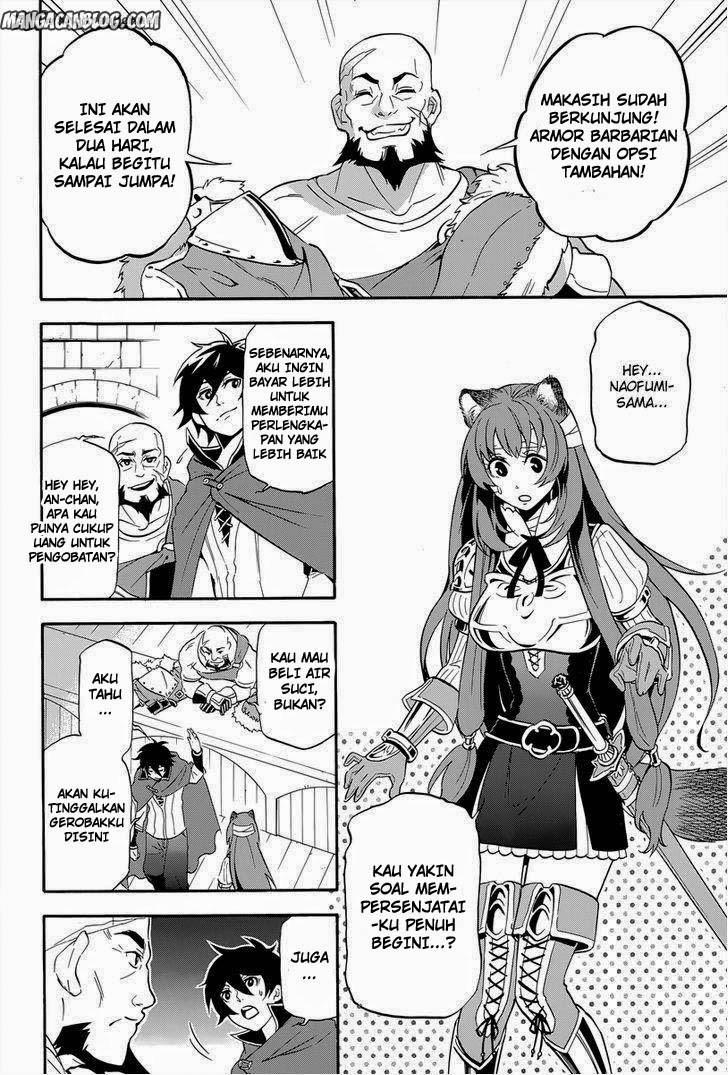 MANGACANBLOG.COM
MAKASIH SUDAH
BERKUNJUNG!
ARMOR BARBARIAN
DENGAN OPSI
TAMBAHAN!
INI AKAN
SELESAI DALAM
DUA HARI,
KALAU BEGITU
SAMPAI JUMPA!
HEY...
NAOFUMI-
SAMA...
KAU YAKIN
SOAL MEM-
PERSENJATAI
-KU PENUH
BEGINI...?
SEBENARNYA,
AKU INGIN
BAYAR LEBIH
UNTUK
MEMBERIMU
PERLENGKA-
PAN YANG
LEBIH BAIK
HEY HEY,
AN-CHAN,
APA KAU
PUNYA CUKUP
UANG UNTUK
PENGOBATAN?
KAU MAU
BELI AIR
SUCI,
BUKAN?
AKU
TAHU
...
AKAN KU-
TINGGALKAN
GEROBAKKU
DISINI
JUGA
...